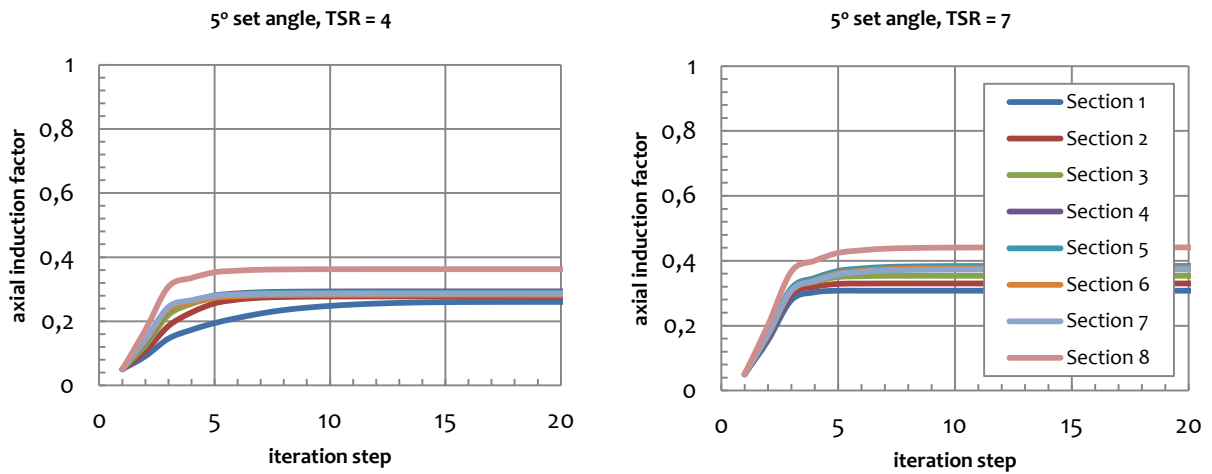 5º set angle, TSR = 4
axial induction factor
1
0,8
0,6
0,4
0,2
0
0 5 10 15 20
iteration step
5º set angle, TSR = 7
axial induction factor
1
0,8
0,6
0,4
0,2
0
0 5 10 15 20
iteration step
Section 1
Section 2
Section 3
Section 4
Section 5
Section 6
Section 7
Section 8